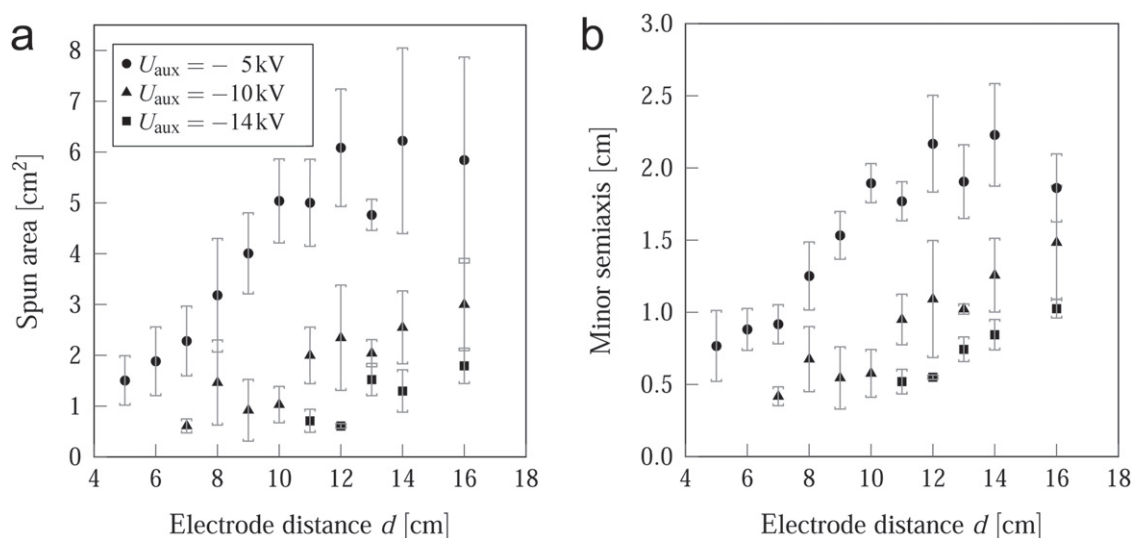 a
8
7
6
5
4
3
2
1
0
Spun area [cm²]
U_aux = − 5 kV
U_aux = −10 kV
U_aux = −14 kV
4 6 8 10 12 14 16 18
Electrode distance d [cm]
b
3.0
2.5
2.0
1.5
1.0
0.5
0.0
Minor semiaxis [cm]
4 6 8 10 12 14 16 18
Electrode distance d [cm]